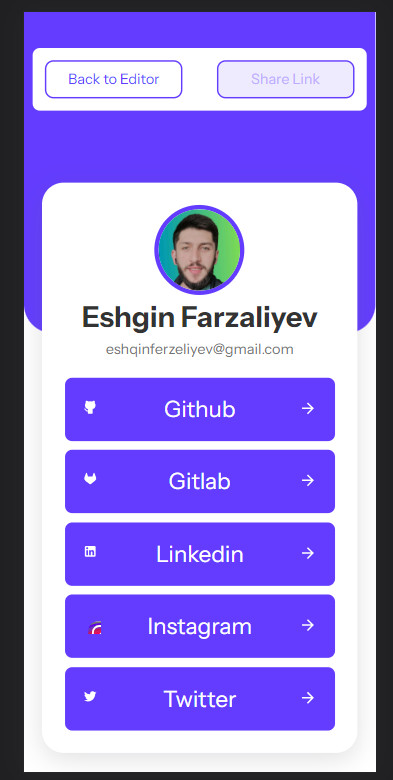 Back to Editor
Share Link
Eshgin Farzaliyev
eshqinferzeliyev@gmail.com
Github
Gitlab
Linkedin
Instagram
Twitter